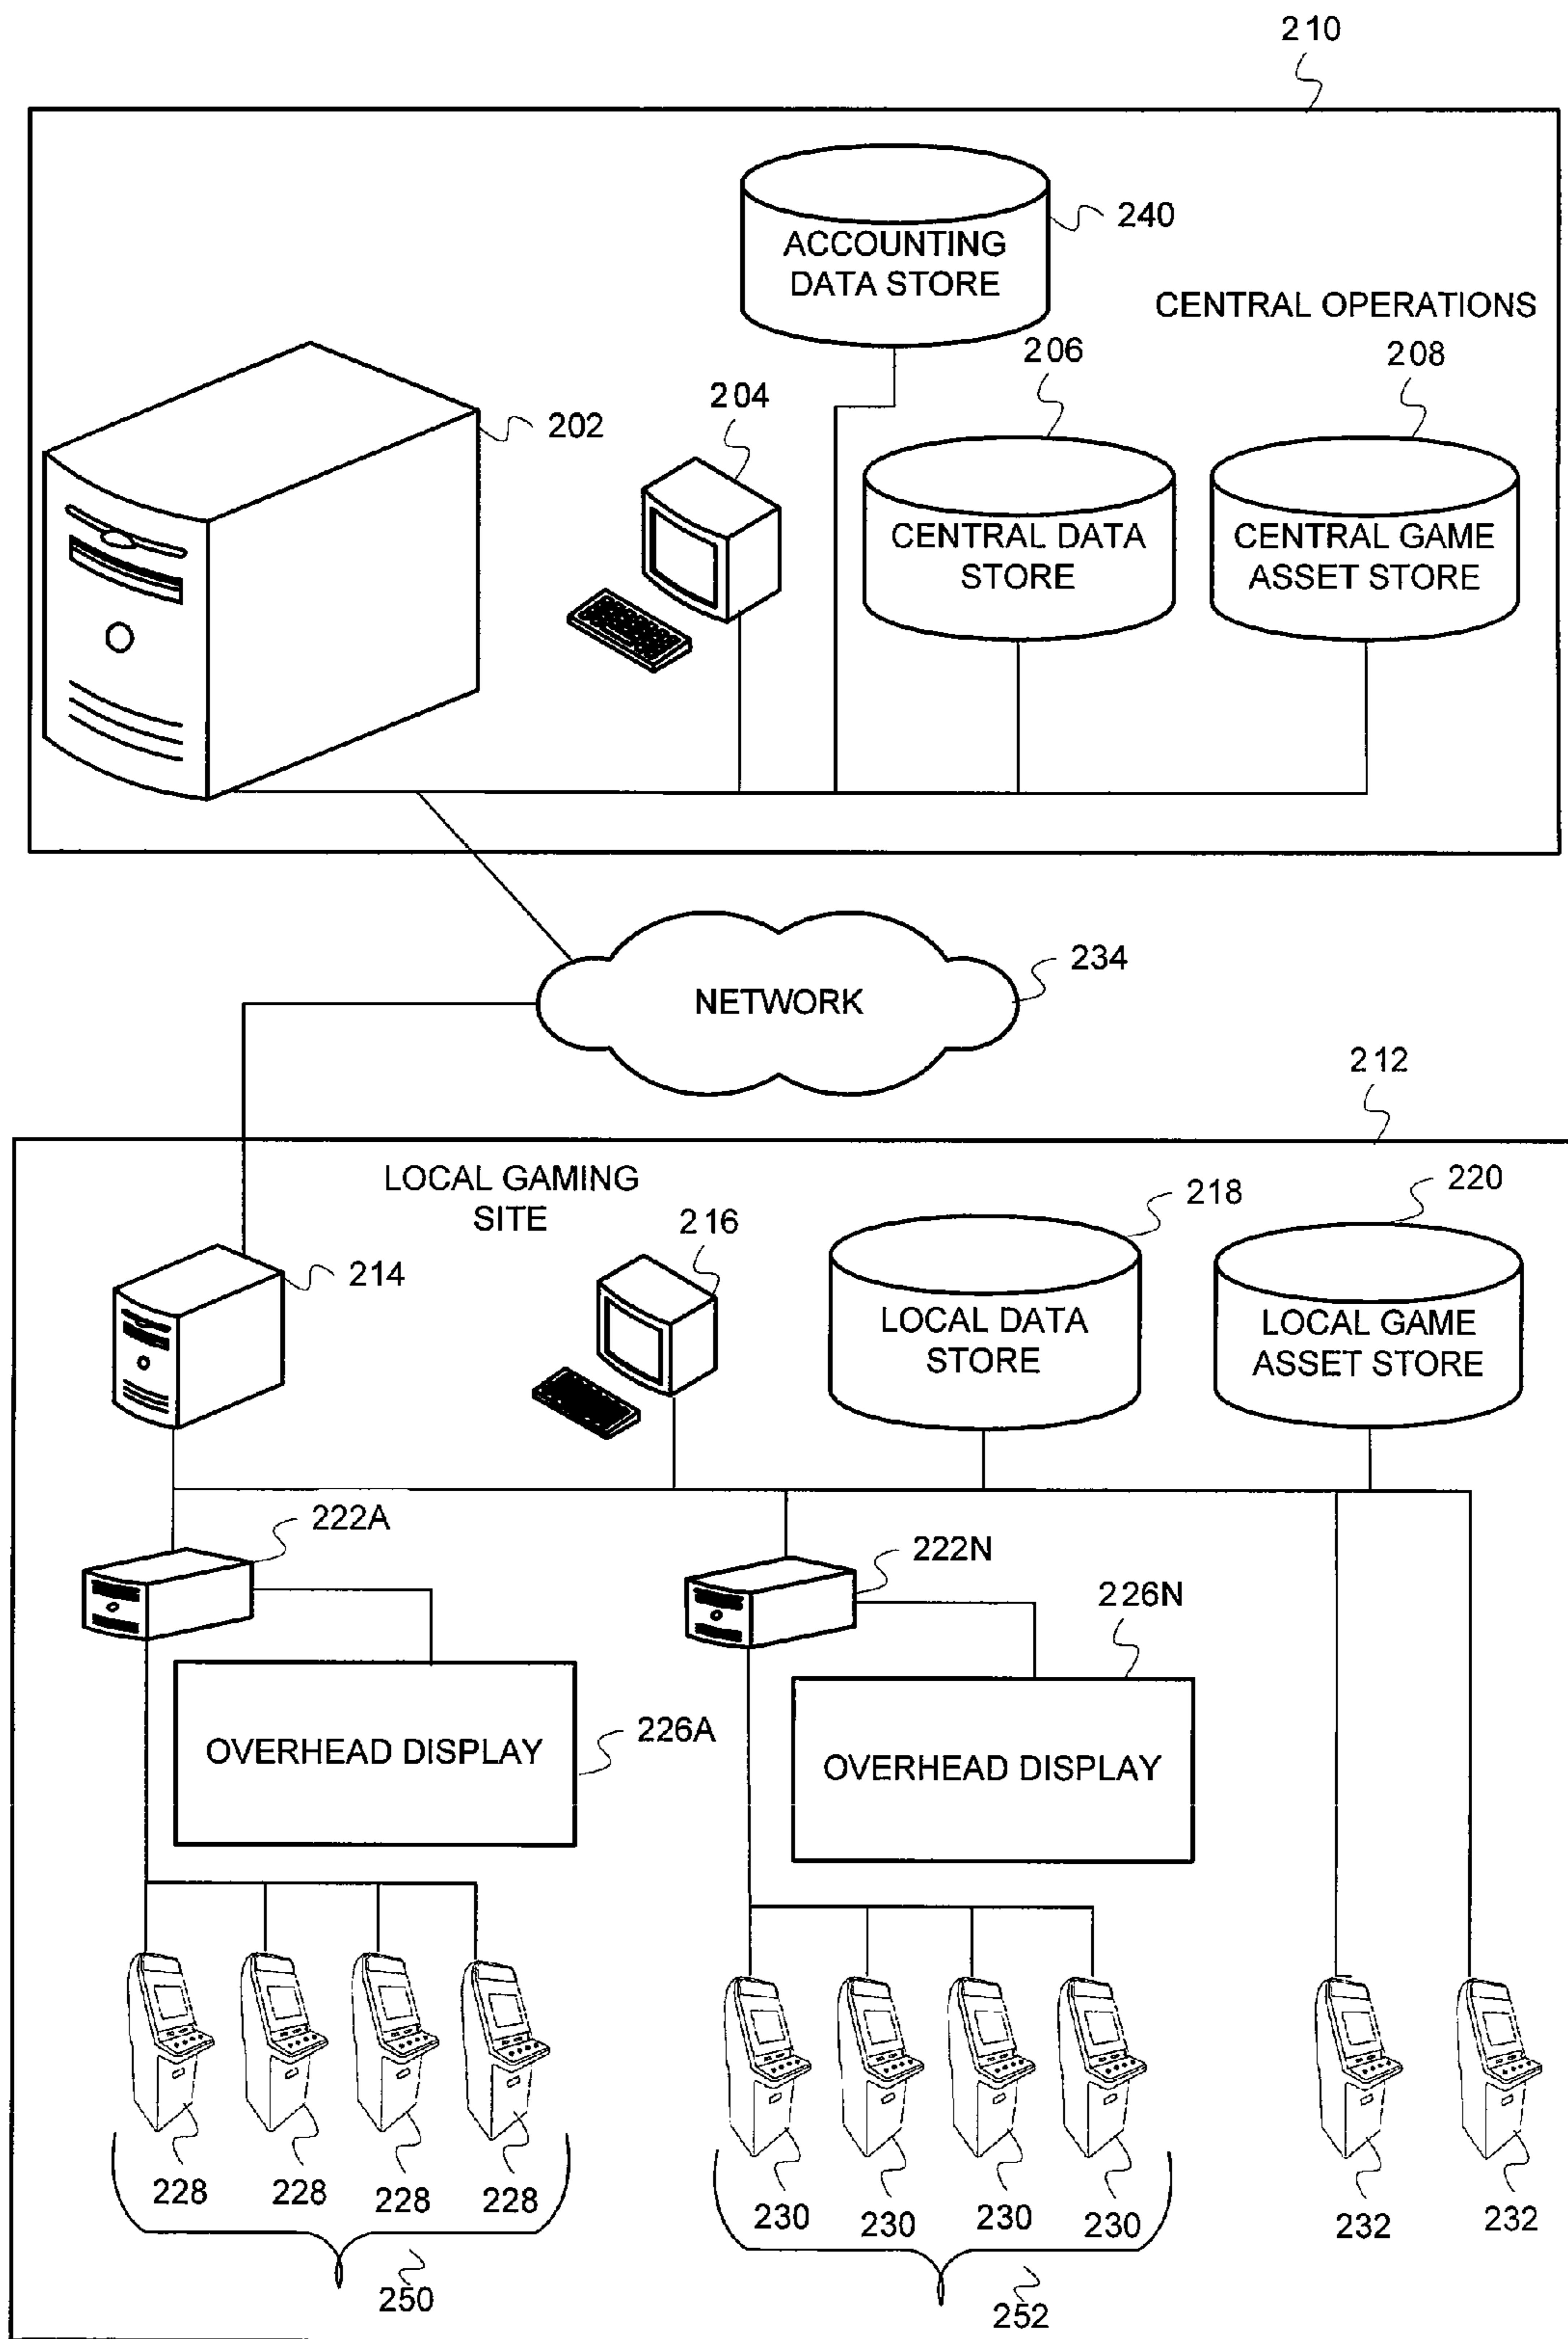 210
ACCOUNTING
DATA STORE
240
CENTRAL OPERATIONS
202
204
206
208
CENTRAL DATA
STORE
CENTRAL GAME
ASSET STORE
NETWORK
234
212
LOCAL GAMING
SITE
214
216
218
220
LOCAL DATA
STORE
LOCAL GAME
ASSET STORE
222A
222N
226N
OVERHEAD DISPLAY
226A
OVERHEAD DISPLAY
228
228
228
228
230
230
230
230
232
232
250
252